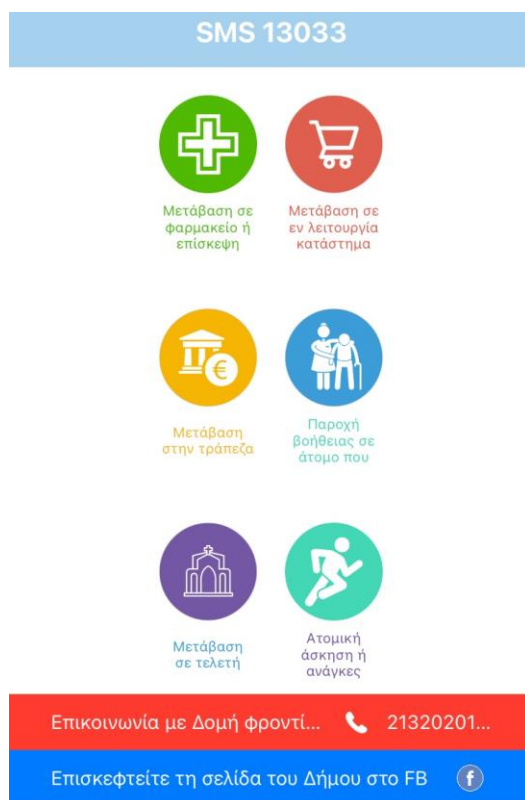 SMS 13033
Μετάβαση σε
φαρμακείο ή
επίσκεψη
Μετάβαση σε
εν λειτουργία
κατάστημα
Μετάβαση
στην τράπεζα
Παροχή
βοήθειας σε
άτομο που
Μετάβαση
σε τελετή
Ατομική
άσκηση ή
ανάγκες
Επικοινωνία με Δομή φροντί... 21320201...
Επισκεφτείτε τη σελίδα του Δήμου στο FB